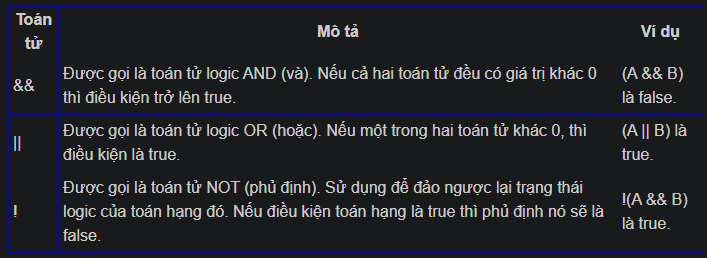 Toán tử
Mô tả
Ví dụ
&&
Được gọi là toán tử logic AND (và). Nếu cả hai toán tử đều có giá trị khác 0
thì điều kiện trở lên true.
(A && B)
là false.
||
Được gọi là toán tử logic OR (hoặc). Nếu một trong hai toán tử khác 0, thì
điều kiện là true.
(A || B) là
true.
!
Được gọi là toán tử NOT (phủ định). Sử dụng để đảo ngược lại trạng thái
logic của toán hạng đó. Nếu điều kiện toán hạng là true thì phủ định nó sẽ là
false.
!(A && B)
là true.